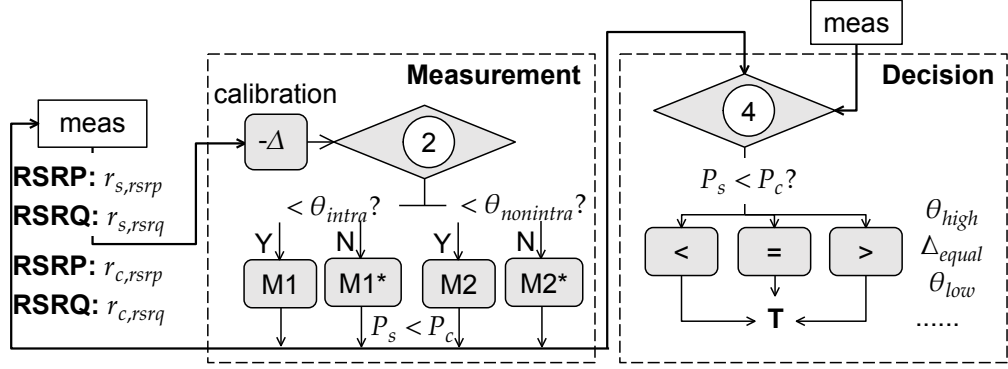 meas
Measurement
Decision
calibration
meas
-Δ
2
4
RSRP: r_{s,rsrp}
RSRQ: r_{s,rsrq}
RSRP: r_{c,rsrp}
RSRQ: r_{c,rsrq}
P_s < P_c?
< θ_{intra}?
< θ_{nonintra}?
Y
N
Y
N
M1
M1*
M2
M2*
P_s < P_c
<
=
>
T
θ_{high}
Δ_{equal}
θ_{low}
......